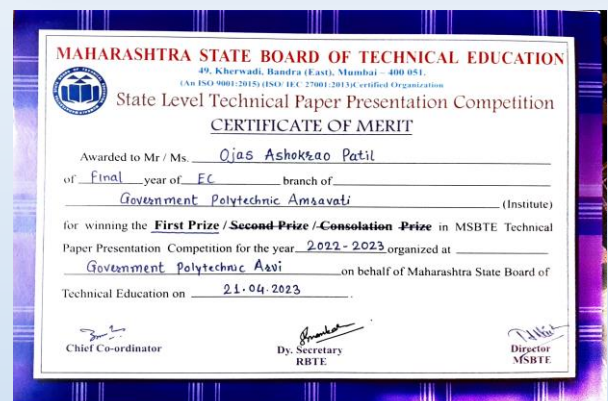 MAHARASHTRA STATE BOARD OF TECHNICAL EDUCATION
49, Kherwadi, Bandra (East), Mumbai – 400 051.
(An ISO 9001:2015) (ISO/ IEC 27001:2013)Certified Organization
State Level Technical Paper Presentation Competition
CERTIFICATE OF MERIT
Awarded to Mr / Ms. Ojas Ashokrao Patil
of Final year of EC branch of
Government Polytechnic Amravati (Institute)
for winning the First Prize / Second Prize / Consolation Prize in MSBTE Technical
Paper Presentation Competition for the year 2022-2023 organized at
Government Polytechnic Arvi on behalf of Maharashtra State Board of
Technical Education on 21.04.2023.
Chief Co-ordinator Dy. Secretary Director
RBTE MSBTE